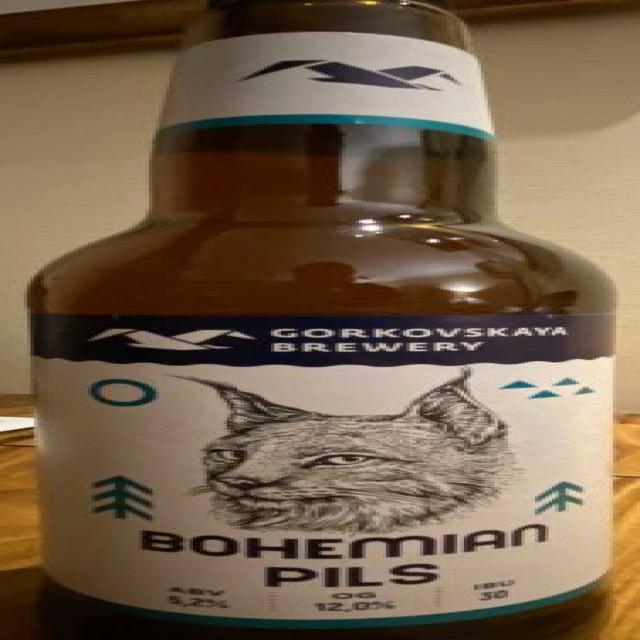 GORKOVSKAYA
BREWERY
BOHEMIAN
PILS
ABV OG IBU
5,2% 12,0% 30